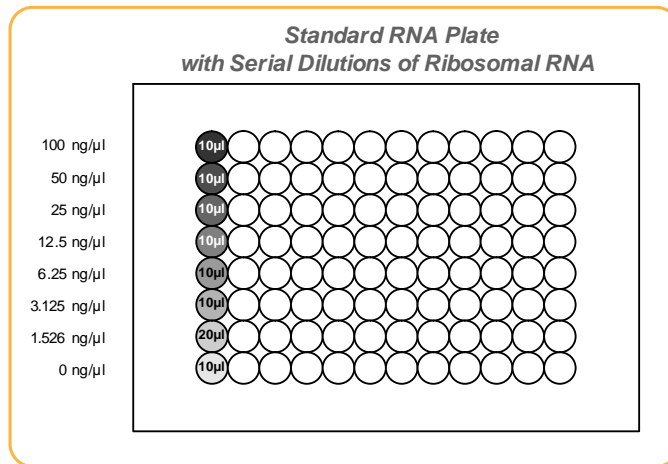 Standard RNA Plate
with Serial Dilutions of Ribosomal RNA
100 ng/µl 10µl
50 ng/µl 10µl
25 ng/µl 10µl
12.5 ng/µl 10µl
6.25 ng/µl 10µl
3.125 ng/µl 10µl
1.526 ng/µl 20µl
0 ng/µl 10µl